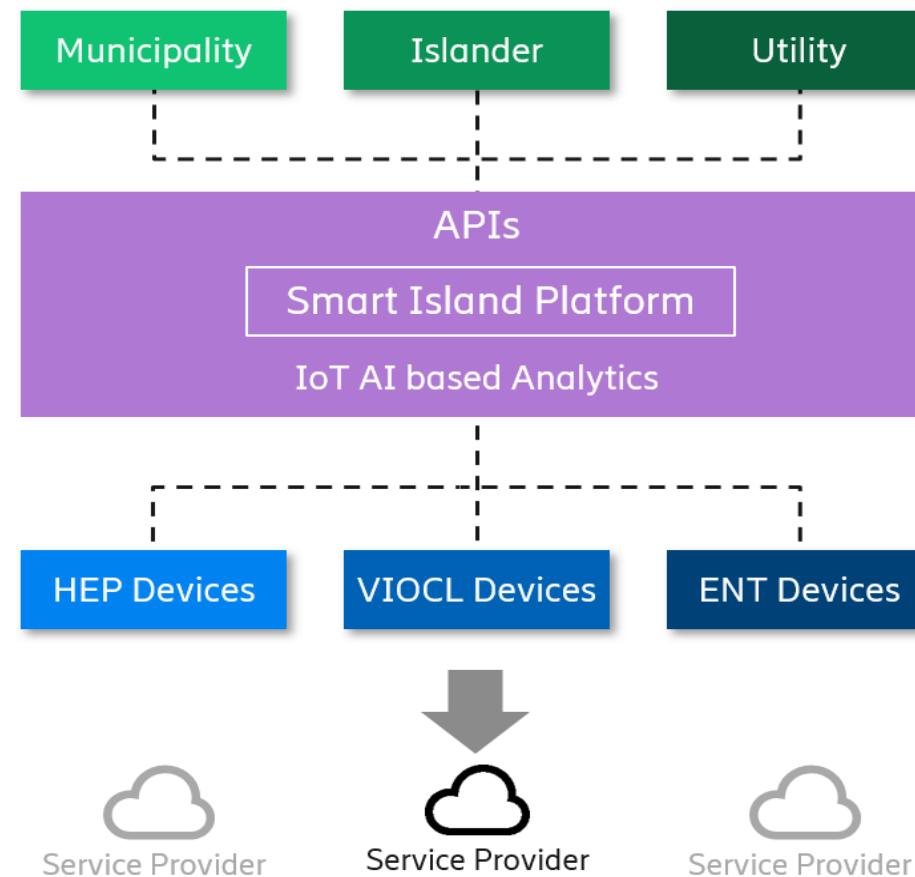 Municipality
Islander
Utility
APIs
Smart Island Platform
IoT AI based Analytics
HEP Devices
VIOCL Devices
ENT Devices
Service Provider
Service Provider
Service Provider